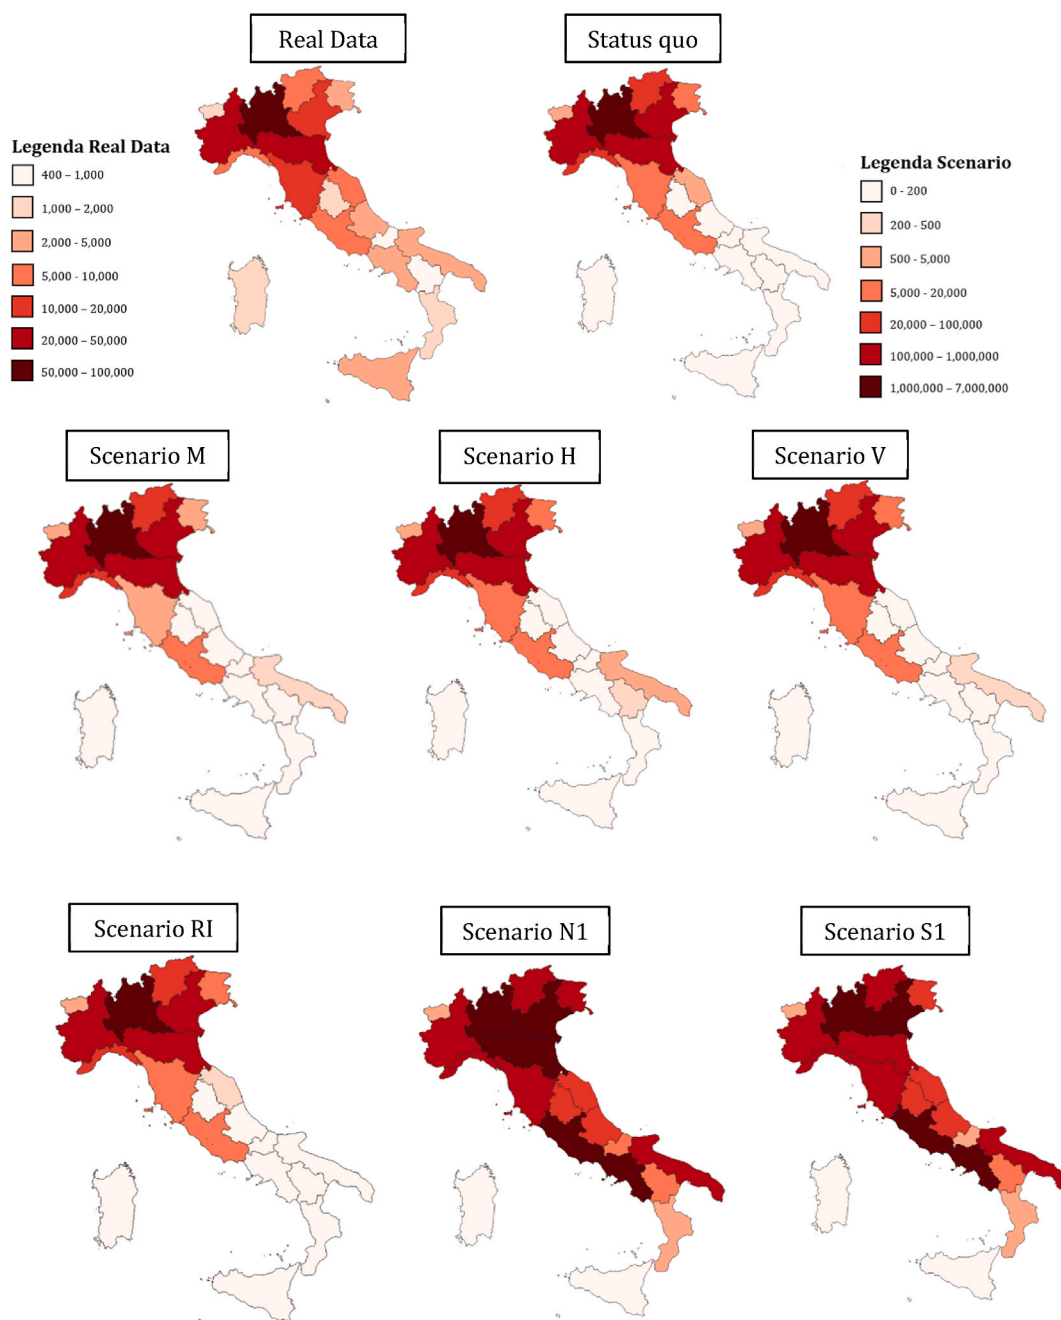 Real Data
Status quo
Legenda Real Data
400 – 1,000
1,000 – 2,000
2,000 - 5,000
5,000 - 10,000
10,000 – 20,000
20,000 – 50,000
50,000 – 100,000
Legenda Scenario
0 - 200
200 - 500
500 - 5,000
5,000 - 20,000
20,000 – 100,000
100,000 – 1,000,000
1,000,000 – 7,000,000
Scenario M
Scenario H
Scenario V
Scenario RI
Scenario N1
Scenario S1